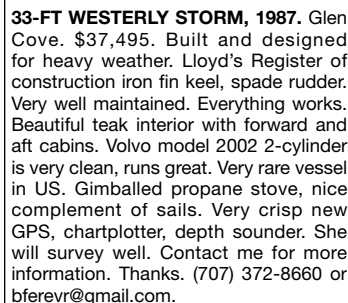 33-FT WESTERLY STORM, 1987. Glen
Cove. $37,495. Built and designed
for heavy weather. Lloyd's Register of
construction iron fin keel, spade rudder.
Very well maintained. Everything works.
Beautiful teak interior with forward and
aft cabins. Volvo model 2002 2-cylinder
is very clean, runs great. Very rare vessel
in US. Gimballed propane stove, nice
complement of sails. Very crisp new
GPS, chartplotter, depth sounder. She
will survey well. Contact me for more
information. Thanks. (707) 372-8660 or
bferevr@gmail.com.